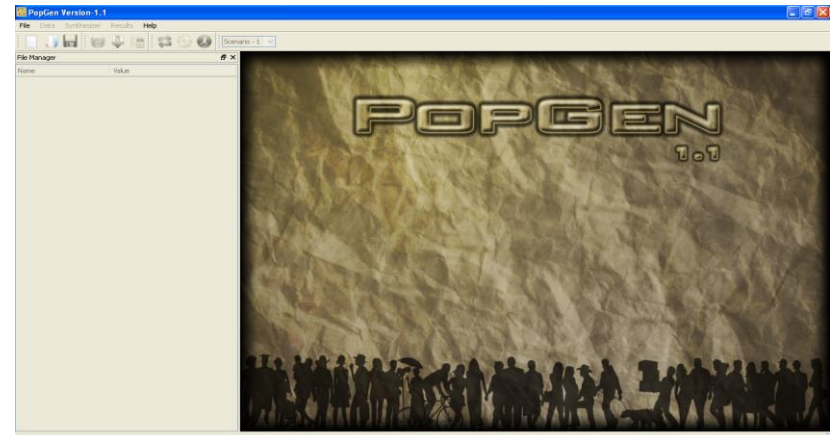 PopGen Version-1.1
File Data Synthesizer Results Help
Scenario - 1
File Manager
Name Value
PopGen
1.1